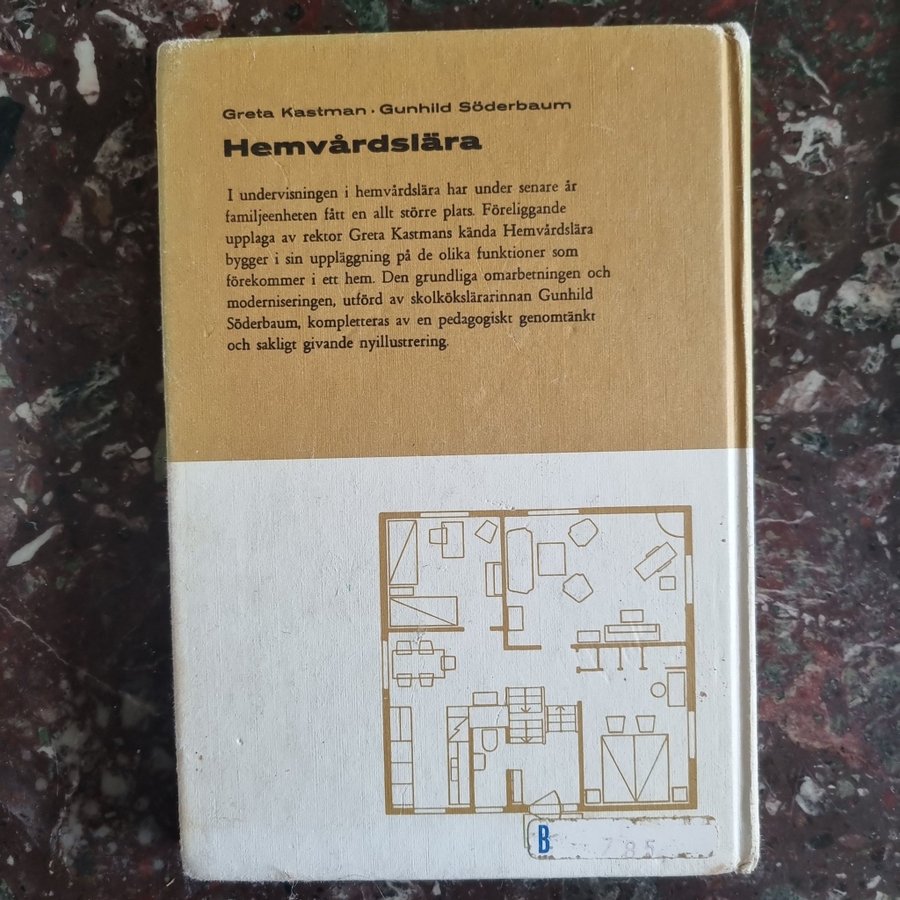 Greta Kastman · Gunhild Söderbaum
Hemvårdslära
I undervisningen i hemvårdslära har under senare år
familjeenheten fått en allt större plats. Föreliggande
upplaga av rektor Greta Kastmans kända Hemvårdslära
bygger i sin uppläggning på de olika funktioner som
förekommer i ett hem. Den grundliga omarbetningen och
moderniseringen, utförd av skolkökslärarinnan Gunhild
Söderbaum, kompletteras av en pedagogiskt genomtänkt
och sakligt givande nyillustrering.
B 785